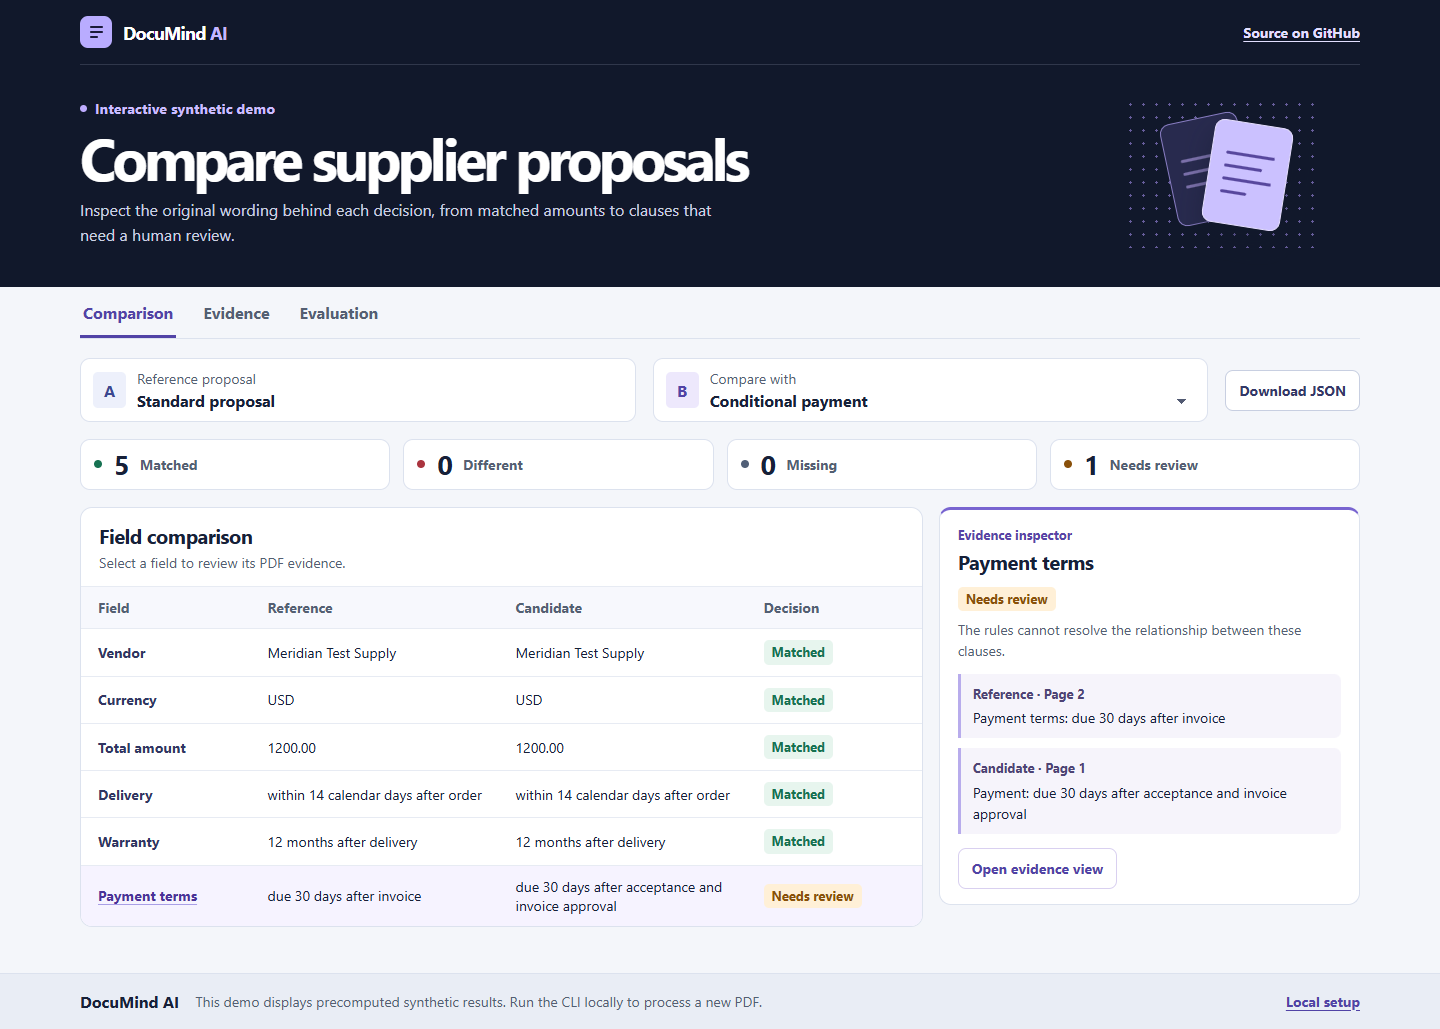 DocuMind AI
Source on GitHub
Interactive synthetic demo
Compare supplier proposals
Inspect the original wording behind each decision, from matched amounts to clauses that
need a human review.
Comparison Evidence Evaluation
A
Reference proposal
Standard proposal
B
Compare with
Conditional payment
Download JSON
5 Matched
0 Different
0 Missing
1 Needs review
Field comparison
Select a field to review its PDF evidence.
Field Reference Candidate Decision
Vendor Meridian Test Supply Meridian Test Supply Matched
Currency USD USD Matched
Total amount 1200.00 1200.00 Matched
Delivery within 14 calendar days after order within 14 calendar days after order Matched
Warranty 12 months after delivery 12 months after delivery Matched
Payment terms due 30 days after invoice due 30 days after acceptance and
invoice approval Needs review
Evidence inspector
Payment terms
Needs review
The rules cannot resolve the relationship between these
clauses.
Reference · Page 2
Payment terms: due 30 days after invoice
Candidate · Page 1
Payment: due 30 days after acceptance and invoice
approval
Open evidence view
DocuMind AI This demo displays precomputed synthetic results. Run the CLI locally to process a new PDF.
Local setup